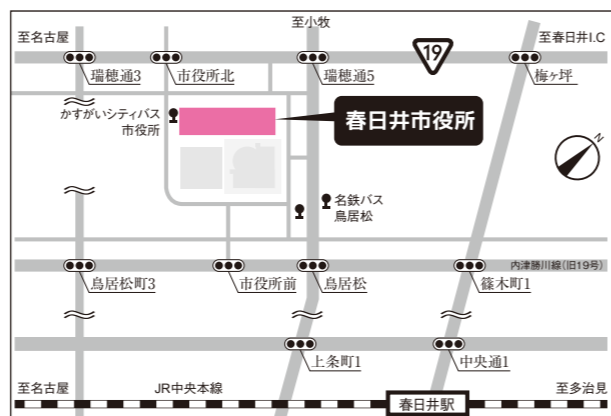 至小牧
至名古屋
19
至春日井I.C
瑞穂通3
市役所北
瑞穂通5
梅ヶ坪
かすがいシティバス
市役所
春日井市役所
N
名鉄バス
鳥居松
内津勝川線(旧19号)
鳥居松町3
市役所前
鳥居松
篠木町1
上条町1
中央通1
至名古屋
JR中央本線
至多治見
春日井駅